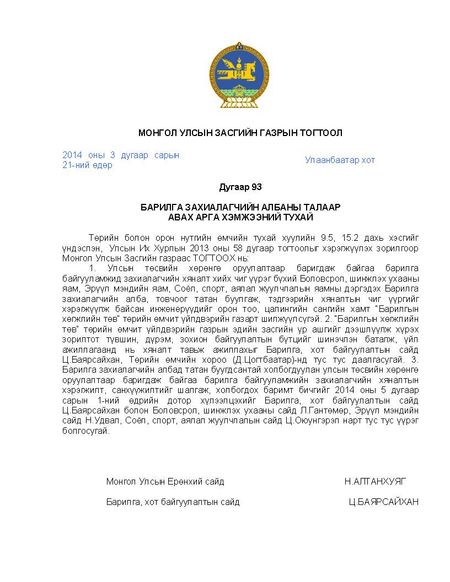 МОНГОЛ УЛСЫН ЗАСГИЙН ГАЗРЫН ТОГТООЛ
2014 оны 3 дугаар сарын
21-ний өдөр
Улаанбаатар хот
Дугаар 93
БАРИЛГА ЗАХИАЛАГЧИЙН АЛБАНЫ ТАЛААР
АВАХ АРГА ХЭМЖЭЭНИЙ ТУХАЙ
Төрийн болон орон нутгийн өмчийн тухай хуулийн 9.5, 15.2 дахь хэсгийг
үндэслэн, Улсын Их Хурлын 2013 оны 58 дугаар тогтоолыг хэрэгжүүлэх зорилгоор
Монгол Улсын Засгийн газраас ТОГТООХ нь:
1. Улсын төсвийн хөрөнгө оруулалтаар баригдаж байгаа барилга
байгууламжид захиалагчийн хяналт хийх чиг үүрэг бүхий Боловсрол, шинжлэх ухааны
яам, Эрүүл мэндийн яам, Соёл, спорт, аялал жуулчлалын яамны дэргэдэх Барилга
захиалагчийн алба, товчоог татан буулгаж, тэдгээрийн хяналтын чиг үүргийг
хэрэгжүүлж байсан инженерүүдийг орон тоо, цалингийн сангийн хамт "Барилгын
хөгжлийн төв" төрийн өмчит үйлдвэрийн газарт шилжүүлсүгэй. 2. "Барилгын хөгжлийн
төв" төрийн өмчит үйлдвэрийн газрын эдийн засгийн үр ашгийг дээшлүүлж хүрэх
зорилтот түвшин, дүрэм, зохион байгуулалтын бүтцийг шинэчлэн баталж, үйл
ажиллагаанд нь хяналт тавьж ажиллахыг Барилга, хот байгуулалтын сайд
Ц.Баярсайхан, Төрийн өмчийн хороо (Д.Цогтбаатар)-нд тус тус даалгасугай. 3.
Барилга захиалагчийн албад татан буугдсантай холбогдуулан улсын төсвийн хөрөнгө
оруулалтаар баригдаж байгаа барилга байгууламжийн захиалагчийн хяналтын
хэрэгжилт, санхүүжилтийг шалгаж, холбогдох баримт бичгийг 2014 оны 5 дугаар
сарын 1-ний өдрийн дотор хүлээлцэхийг Барилга, хот байгуулалтын сайд
Ц.Баярсайхан болон Боловсрол, шинжлэх ухааны сайд Л.Гантөмөр, Эрүүл мэндийн
сайд Н.Удвал, Соёл, спорт, аялал жуулчлалын сайд Ц.Оюунгэрэл нарт тус тус үүрэг
болгосугай.
Монгол Улсын Ерөнхий сайд Н.АЛТАНХУЯГ
Барилга, хот байгуулалтын сайд Ц.БАЯРСАЙХАН